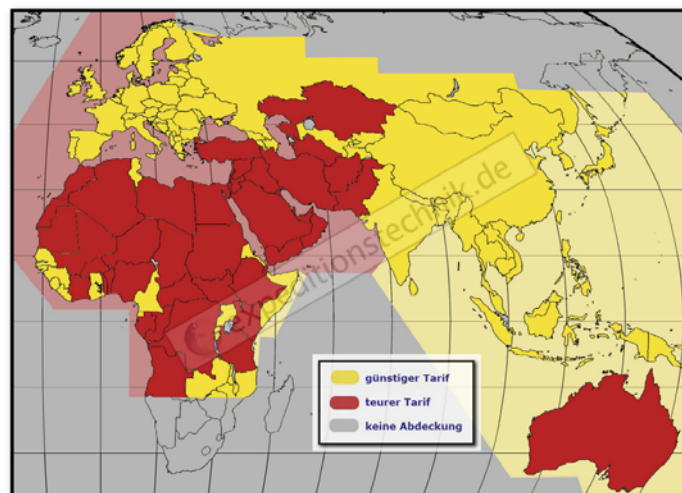 expeditionstechnik.de
günstiger Tarif
teurer Tarif
keine Abdeckung